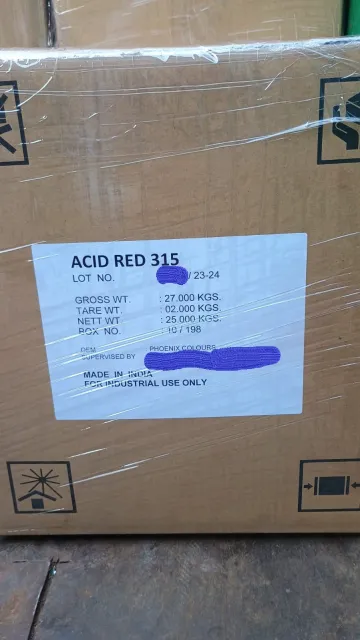 ACID RED 315
LOT NO. / 23-24
GROSS WT. : 27.000 KGS.
TARE WT. : 02.000 KGS.
NETT WT : 25.000 KGS.
BOX NO. : 10 / 198
OEM PHOENIX COLOURS
SUPERVISED BY
MADE IN INDIA
FOR INDUSTRIAL USE ONLY